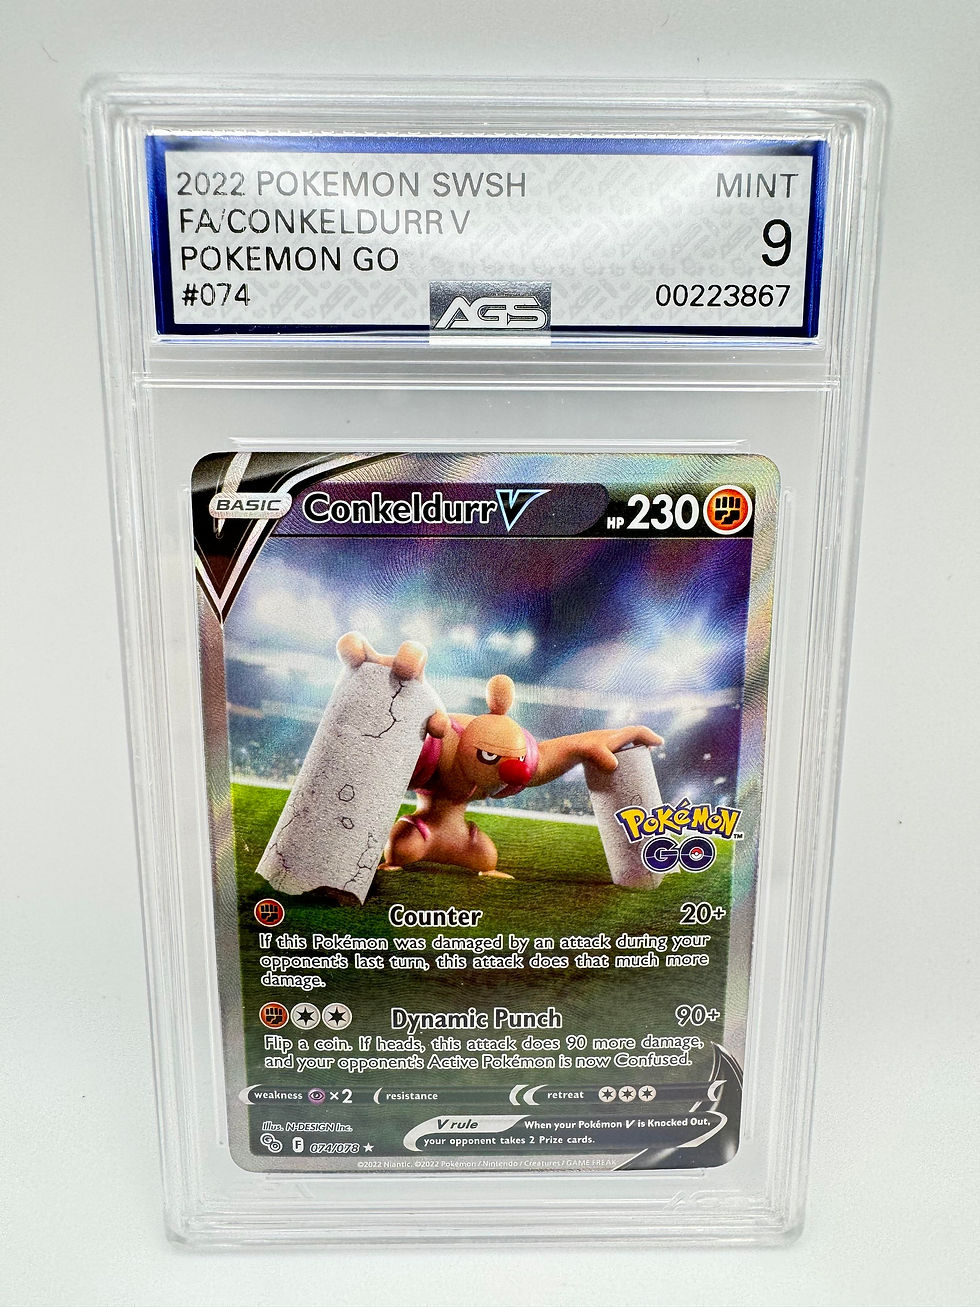 2022 POKEMON SWSH MINT
FA/CONKELDURR V 9
POKEMON GO
#074 00223867
AGS
BASIC Conkeldurr V HP 230
Pokémon™
GO
Counter 20+
If this Pokémon was damaged by an attack during your
opponent's last turn, this attack does that much more
damage.
Dynamic Punch 90+
Flip a coin. If heads, this attack does 90 more damage,
and your opponent's Active Pokémon is now Confused.
weakness ×2 resistance retreat
Illus. N-DESIGN Inc. V rule When your Pokémon V is Knocked Out,
GO F 074/078 ★ your opponent takes 2 Prize cards.
©2022 Niantic. ©2022 Pokémon / Nintendo / Creatures / GAME FREAK
AGS